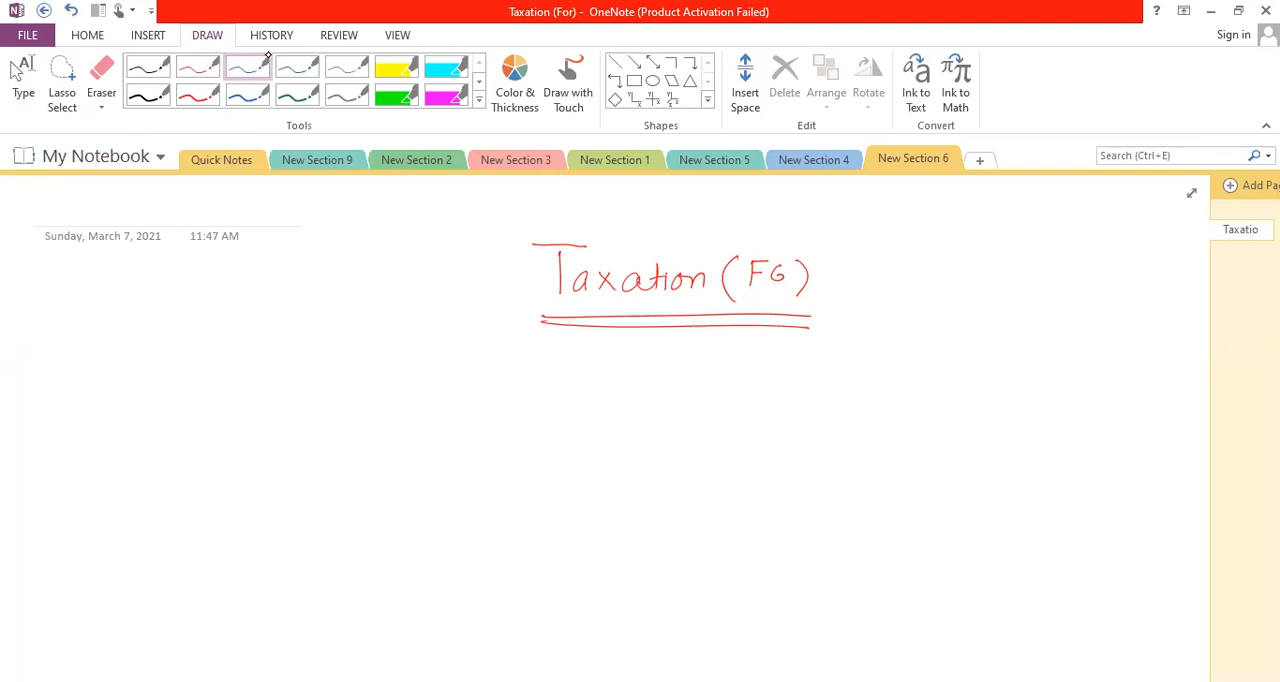 Taxation (For) - OneNote (Product Activation Failed)
?
FILE HOME INSERT DRAW HISTORY REVIEW VIEW
Sign in
Type
Lasso Select
Eraser
Color & Thickness
Draw with Touch
Insert Space
Delete
Arrange
Rotate
Ink to Text
Ink to Math
Tools
Shapes
Edit
Convert
My Notebook
Quick Notes New Section 9 New Section 2 New Section 3 New Section 1 New Section 5 New Section 4 New Section 6
Search (Ctrl+E)
Add Pa
Taxatio
Sunday, March 7, 2021 11:47 AM
Taxation (F6)